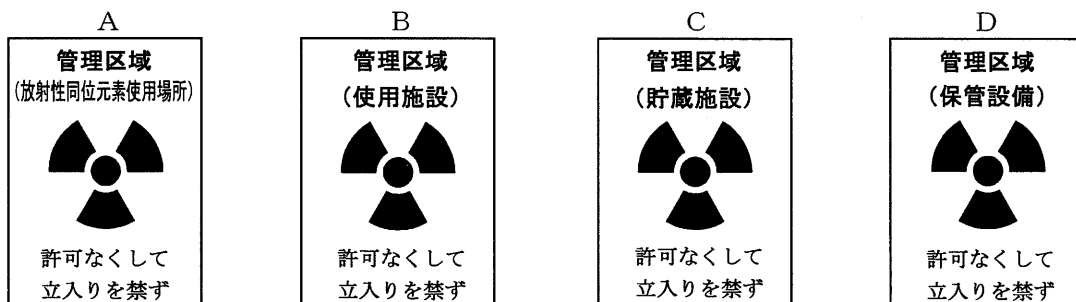 A
管理区域
(放射性同位元素使用場所)
許可なくして
立入りを禁ず
B
管理区域
(使用施設)
許可なくして
立入りを禁ず
C
管理区域
(貯蔵施設)
許可なくして
立入りを禁ず
D
管理区域
(保管設備)
許可なくして
立入りを禁ず